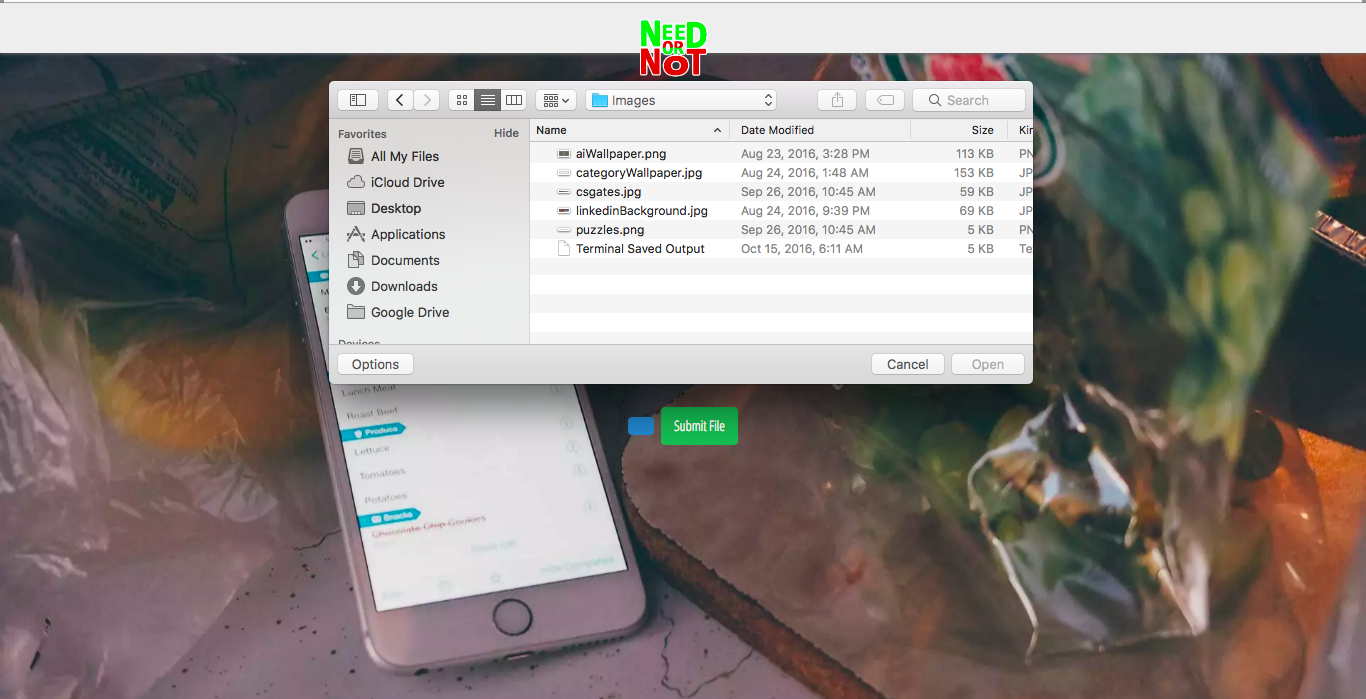 NEED
OR
NOT
Images
Search
Favorites Hide
Name Date Modified Size Kin
All My Files
iCloud Drive
Desktop
Applications
Documents
Downloads
Google Drive
aiWallpaper.png Aug 23, 2016, 3:28 PM 113 KB PN
categoryWallpaper.jpg Aug 24, 2016, 1:48 AM 153 KB JP
csgates.jpg Sep 26, 2016, 10:45 AM 59 KB JP
linkedinBackground.jpg Aug 24, 2016, 9:39 PM 69 KB JP
puzzles.png Sep 26, 2016, 10:45 AM 5 KB PN
Terminal Saved Output Oct 15, 2016, 6:11 AM 5 KB Te
Devices
Options Cancel Open
Submit File
Lunch Meat
Roast Beef
Produce
Lettuce
Tomatoes
Potatoes
Snacks
Chocolate Chip Cookies